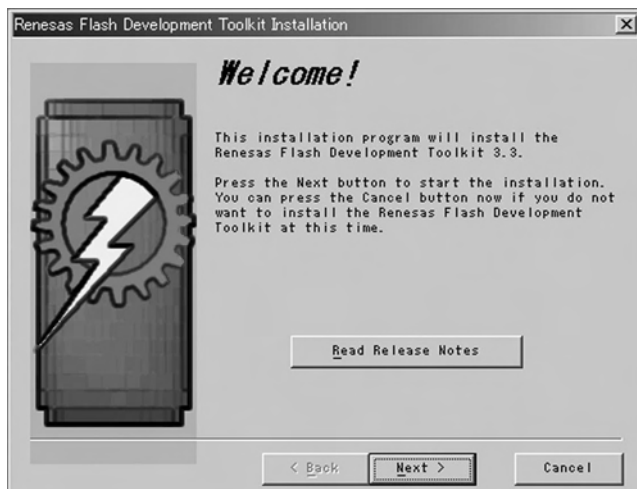 Renesas Flash Development Toolkit Installation
Welcome!
This installation program will install the
Renesas Flash Development Toolkit 3.3.
Press the Next button to start the installation.
You can press the Cancel button now if you do not
want to install the Renesas Flash Development
Toolkit at this time.
Read Release Notes
< Back
Next >
Cancel